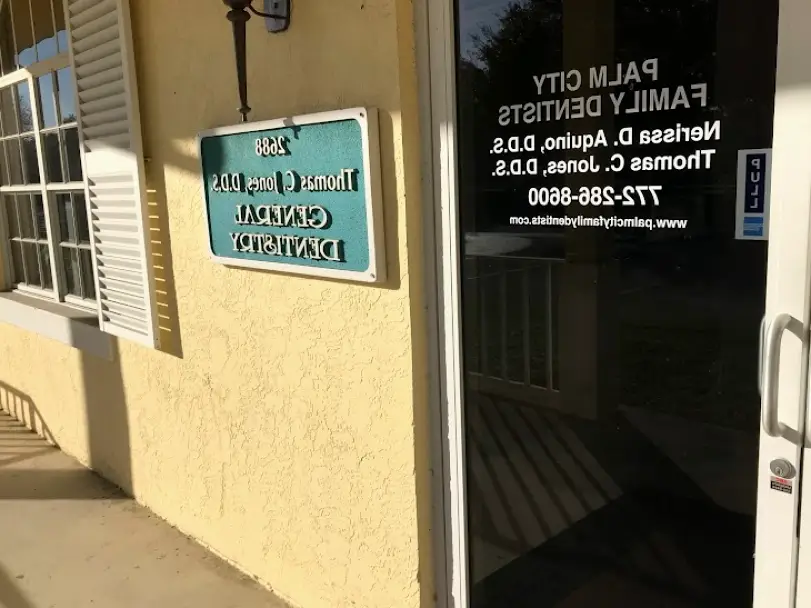 2688
Thomas C. Jones, D.D.S.
GENERAL
DENTISTRY
PALM CITY
FAMILY DENTISTS
Nerissa D. Aquino, D.D.S.
Thomas C. Jones, D.D.S.
772-286-8600
www.palmcityfamilydentists.com
PULL